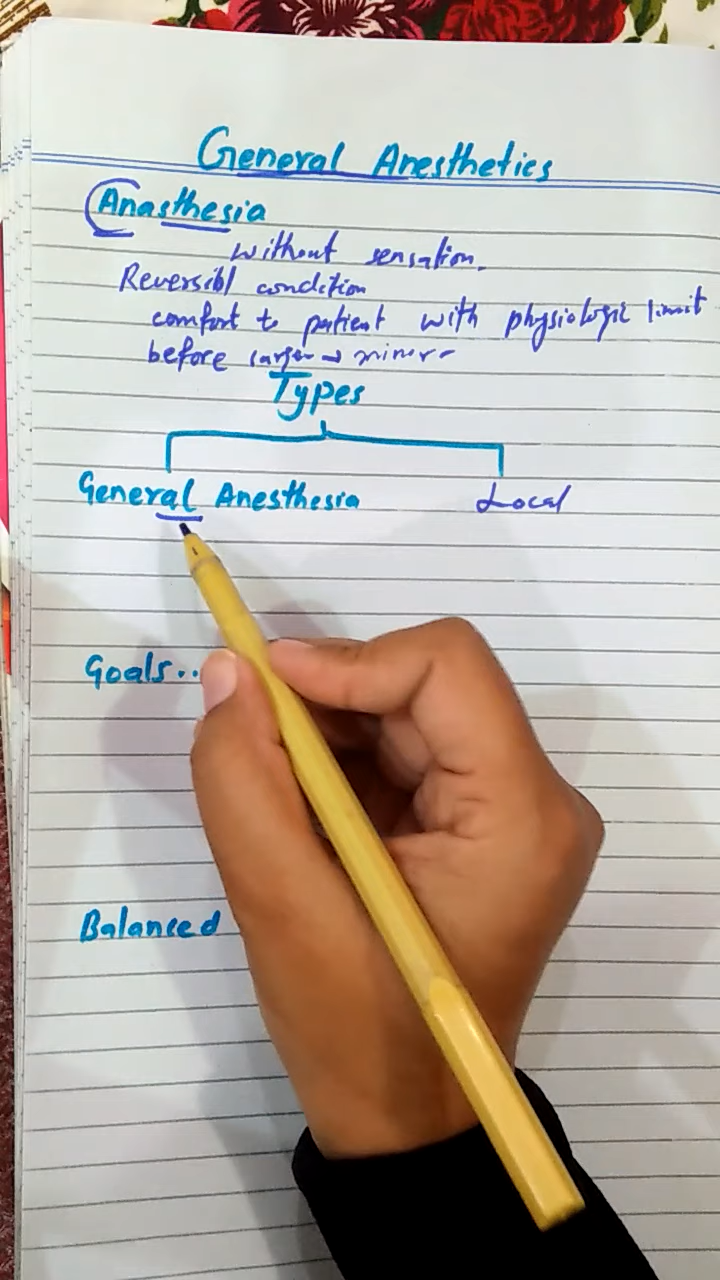 General Anesthetics
Anasthesia
without sensation.
Reversibl condition
comfort to patient with physiologic limit
before → minor
Types
General Anesthesia Local
Goals..
Balanced